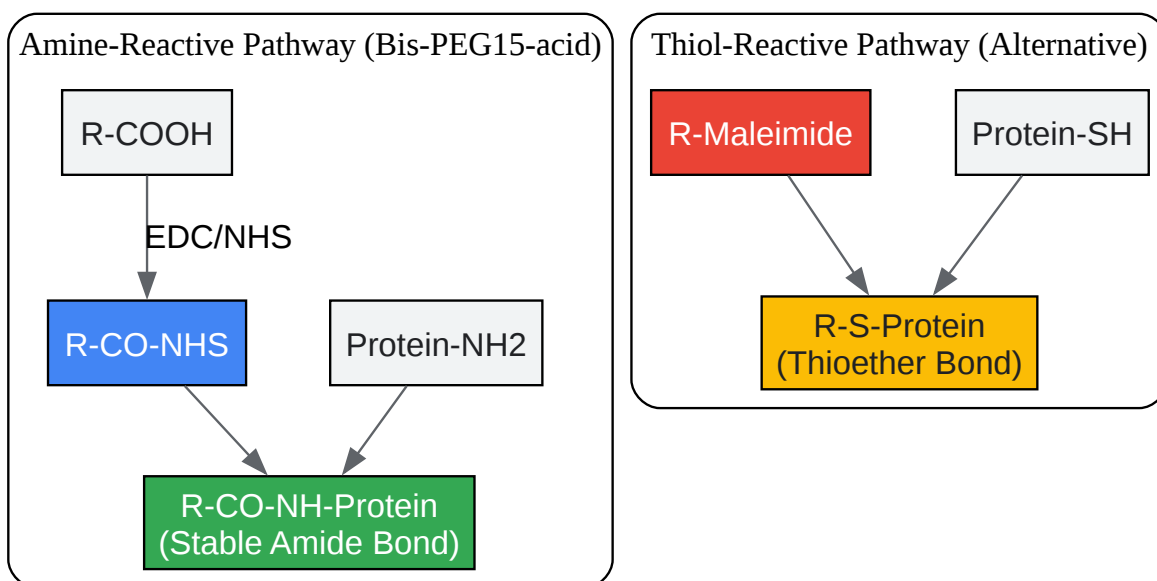 Amine-Reactive Pathway (Bis-PEG15-acid)
R-COOH
EDC/NHS
R-CO-NHS
Protein-NH2
R-CO-NH-Protein
(Stable Amide Bond)
Thiol-Reactive Pathway (Alternative)
R-Maleimide
Protein-SH
R-S-Protein
(Thioether Bond)